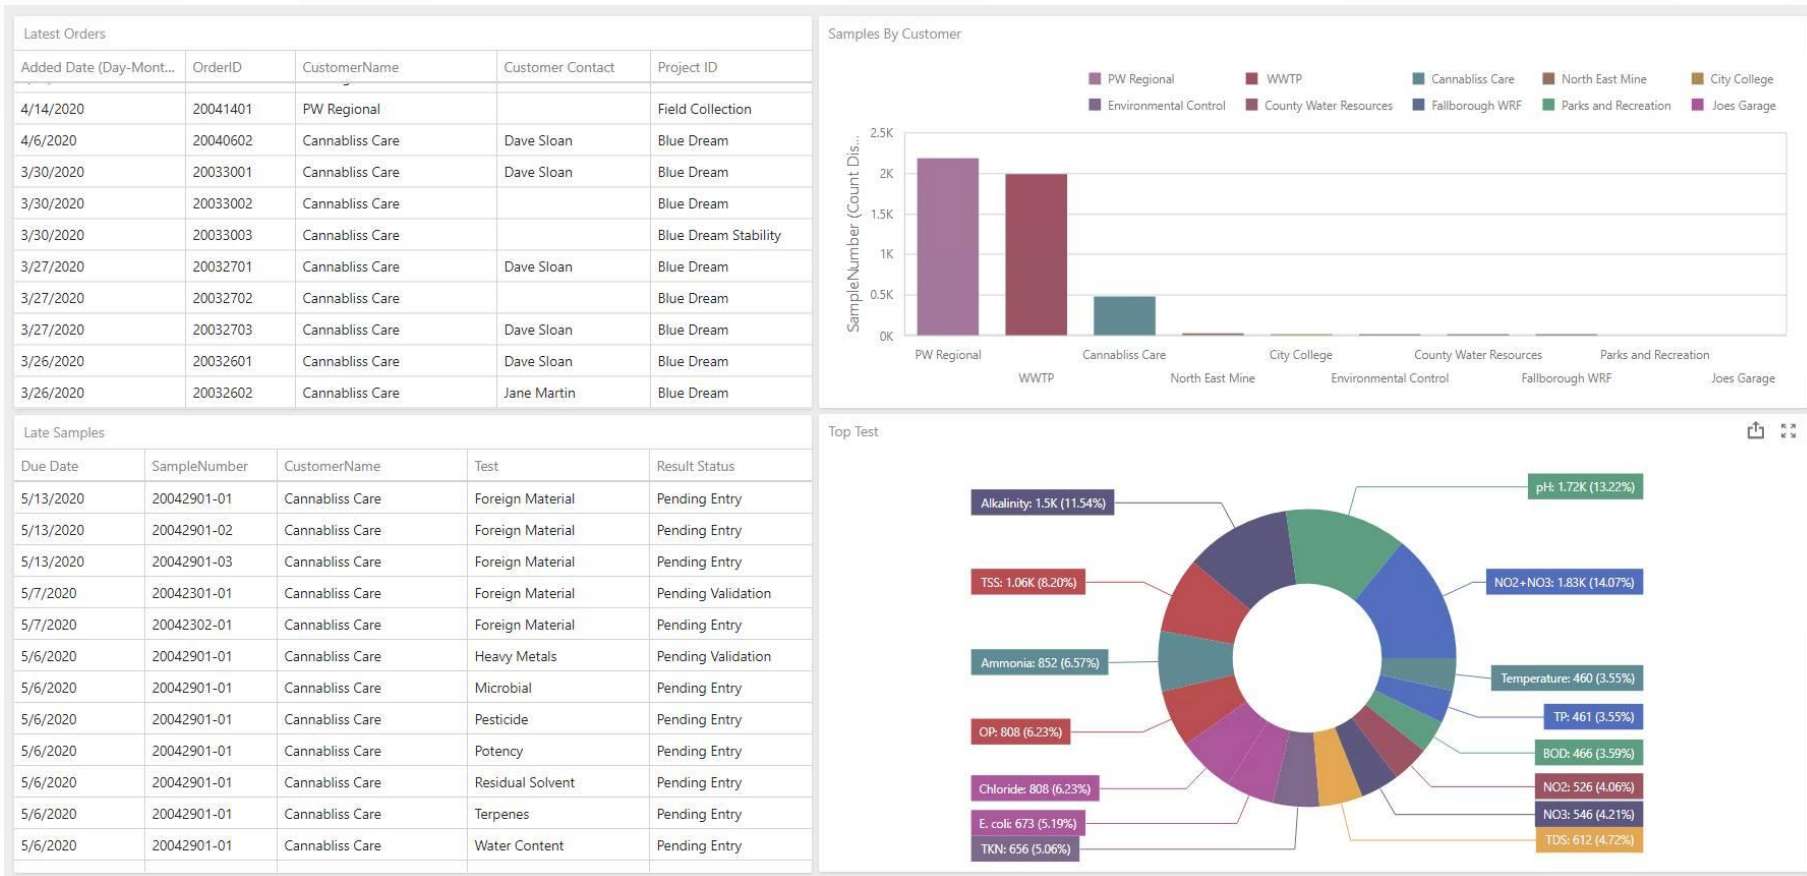 Latest Orders
Added Date (Day-Mont... OrderID CustomerName Customer Contact Project ID
4/14/2020 20041401 PW Regional Field Collection
4/6/2020 20040602 Cannabliss Care Dave Sloan Blue Dream
3/30/2020 20033001 Cannabliss Care Dave Sloan Blue Dream
3/30/2020 20033002 Cannabliss Care Blue Dream
3/30/2020 20033003 Cannabliss Care Blue Dream Stability
3/27/2020 20032701 Cannabliss Care Dave Sloan Blue Dream
3/27/2020 20032702 Cannabliss Care Blue Dream
3/27/2020 20032703 Cannabliss Care Dave Sloan Blue Dream
3/26/2020 20032601 Cannabliss Care Dave Sloan Blue Dream
3/26/2020 20032602 Cannabliss Care Jane Martin Blue Dream
Samples By Customer
PW Regional WWTP Cannabliss Care North East Mine City College
Environmental Control County Water Resources Fallborough WRF Parks and Recreation Joes Garage
SampleNumber (Count Dis...
2.5K
2K
1.5K
1K
0.5K
0K
PW Regional Cannabliss Care City College County Water Resources Parks and Recreation
WWTP North East Mine Environmental Control Fallborough WRF Joes Garage
Late Samples
Due Date SampleNumber CustomerName Test Result Status
5/13/2020 20042901-01 Cannabliss Care Foreign Material Pending Entry
5/13/2020 20042901-02 Cannabliss Care Foreign Material Pending Entry
5/13/2020 20042901-03 Cannabliss Care Foreign Material Pending Entry
5/7/2020 20042301-01 Cannabliss Care Foreign Material Pending Validation
5/7/2020 20042302-01 Cannabliss Care Foreign Material Pending Entry
5/6/2020 20042901-01 Cannabliss Care Heavy Metals Pending Validation
5/6/2020 20042901-01 Cannabliss Care Microbial Pending Entry
5/6/2020 20042901-01 Cannabliss Care Pesticide Pending Entry
5/6/2020 20042901-01 Cannabliss Care Potency Pending Entry
5/6/2020 20042901-01 Cannabliss Care Residual Solvent Pending Entry
5/6/2020 20042901-01 Cannabliss Care Terpenes Pending Entry
5/6/2020 20042901-01 Cannabliss Care Water Content Pending Entry
Top Test
pH: 1.72K (13.22%)
Alkalinity: 1.5K (11.54%)
TSS: 1.06K (8.20%)
NO2+NO3: 1.83K (14.07%)
Ammonia: 852 (6.57%)
Temperature: 460 (3.55%)
TP: 461 (3.55%)
OP: 808 (6.23%)
BOD: 466 (3.59%)
Chloride: 808 (6.23%)
NO2: 526 (4.06%)
NO3: 546 (4.21%)
E. coli: 673 (5.19%)
TDS: 612 (4.72%)
TKN: 656 (5.06%)